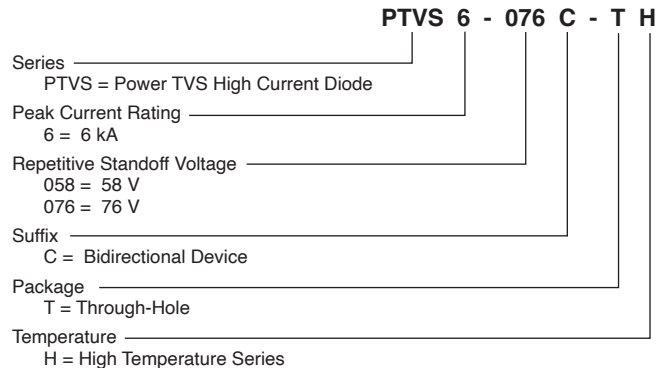 PTVS 6 - 076 C - T H
Series
PTVS = Power TVS High Current Diode
Peak Current Rating
6 = 6 kA
Repetitive Standoff Voltage
058 = 58 V
076 = 76 V
Suffix
C = Bidirectional Device
Package
T = Through-Hole
Temperature
H = High Temperature Series